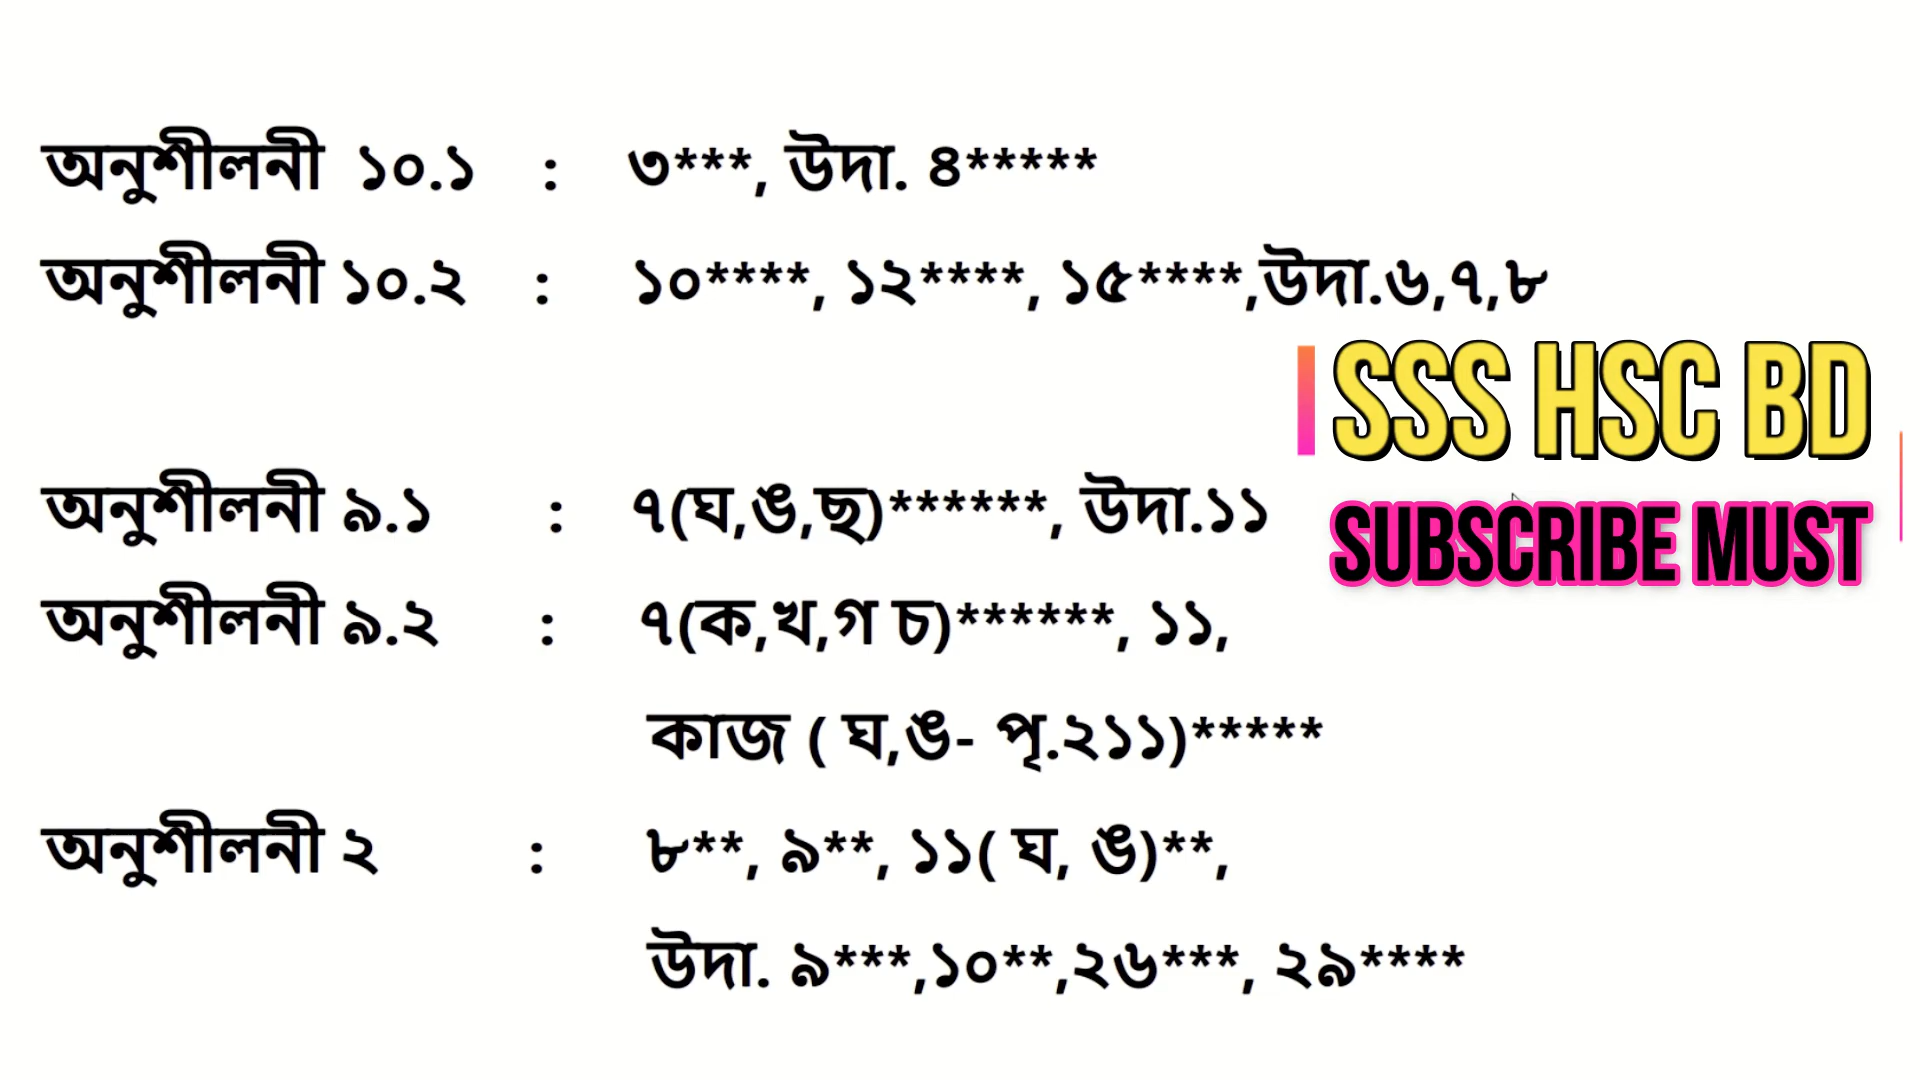 অনুশীলনী ১০.১ : ৩***, উদা. ৪*****
অনুশীলনী ১০.২ : ১০****, ১২****, ১৫****,উদা.৬,৭,৮
SSS HSC BD
অনুশীলনী ৯.১ : ৭(ঘ,ঙ,ছ)******, উদা.১১
SUBSCRIBE MUST
অনুশীলনী ৯.২ : ৭(ক,খ,গ চ)******, ১১,
কাজ ( ঘ,ঙ- পৃ.২১১)*****
অনুশীলনী ২ : ৮**, ৯**, ১১( ঘ, ঙ)**,
উদা. ৯***,১০**,২৬***, ২৯****